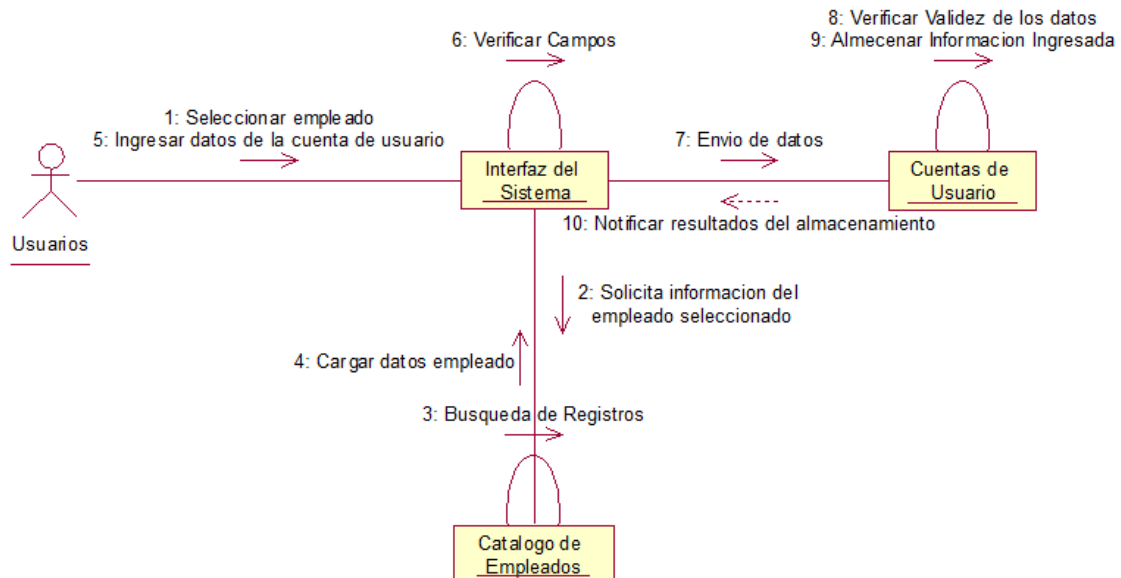 8: Verificar Validez de los datos
9: Almecenar Informacion Ingresada
6: Verificar Campos
1: Seleccionar empleado
5: Ingresar datos de la cuenta de usuario
7: Envio de datos
Interfaz del
Sistema
Cuentas de
Usuario
10: Notificar resultados del almacenamiento
Usuarios
2: Solicita informacion del
empleado seleccionado
4: Cargar datos empleado
3: Busqueda de Registros
Catalogo de
Empleados